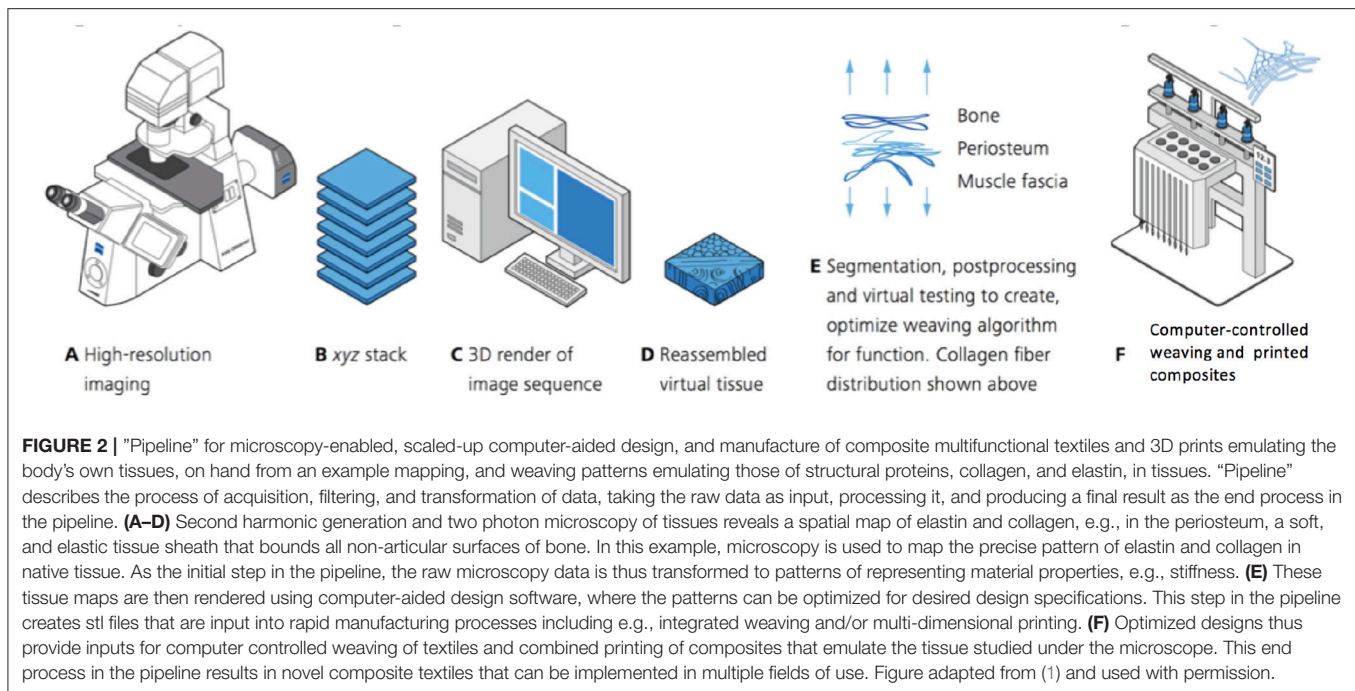 Bone
Periosteum
Muscle fascia
A High-resolution
imaging
B xyz stack
C 3D render of
image sequence
D Reassembled
virtual tissue
E Segmentation, postprocessing
and virtual testing to create,
optimize weaving algorithm
for function. Collagen fiber
distribution shown above
F Computer-controlled
weaving and printed
composites
FIGURE 2 | "Pipeline" for microscopy-enabled, scaled-up computer-aided design, and manufacture of composite multifunctional textiles and 3D prints emulating the
body's own tissues, on hand from an example mapping, and weaving patterns emulating those of structural proteins, collagen, and elastin, in tissues. “Pipeline”
describes the process of acquisition, filtering, and transformation of data, taking the raw data as input, processing it, and producing a final result as the end process in
the pipeline. (A–D) Second harmonic generation and two photon microscopy of tissues reveals a spatial map of elastin and collagen, e.g., in the periosteum, a soft,
and elastic tissue sheath that bounds all non-articular surfaces of bone. In this example, microscopy is used to map the precise pattern of elastin and collagen in
native tissue. As the initial step in the pipeline, the raw microscopy data is thus transformed to patterns of representing material properties, e.g., stiffness. (E) These
tissue maps are then rendered using computer-aided design software, where the patterns can be optimized for desired design specifications. This step in the pipeline
creates stl files that are input into rapid manufacturing processes including e.g., integrated weaving and/or multi-dimensional printing. (F) Optimized designs thus
provide inputs for computer controlled weaving of textiles and combined printing of composites that emulate the tissue studied under the microscope. This end
process in the pipeline results in novel composite textiles that can be implemented in multiple fields of use. Figure adapted from (1) and used with permission.